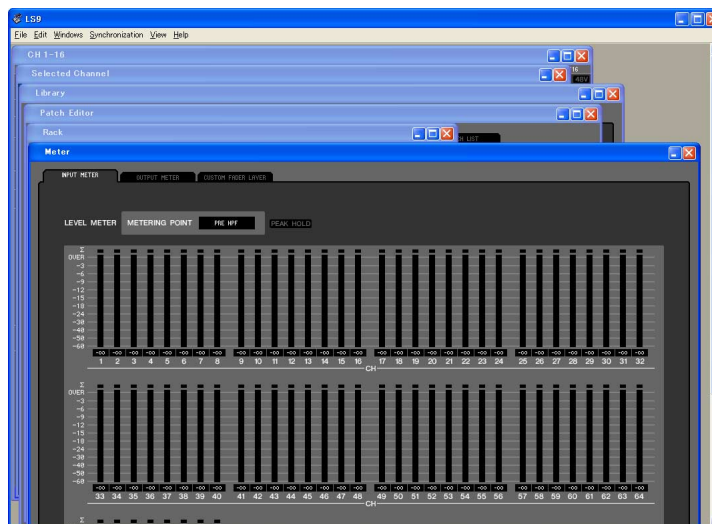 LS9
File Edit Windows Synchronization View Help
CH 1-16
Selected Channel
16
48V
Library
Patch Editor
Rack
CH LIST
Meter
INPUT METER OUTPUT METER CUSTOM FADER LAYER
LEVEL METER METERING POINT PRE HPF PEAK HOLD
Σ
OVER
-3
-6
-9
-12
-15
-18
-24
-30
-40
-50
-60
-∞ -∞ -∞ -∞ -∞ -∞ -∞ -∞ -∞ -∞ -∞ -∞ -∞ -∞ -∞ -∞ -∞ -∞ -∞ -∞ -∞ -∞ -∞ -∞ -∞ -∞ -∞ -∞ -∞ -∞ -∞ -∞
1 2 3 4 5 6 7 8 9 10 11 12 13 14 15 16 17 18 19 20 21 22 23 24 25 26 27 28 29 30 31 32
CH
Σ
OVER
-3
-6
-9
-12
-15
-18
-24
-30
-40
-50
-60
-∞ -∞ -∞ -∞ -∞ -∞ -∞ -∞ -∞ -∞ -∞ -∞ -∞ -∞ -∞ -∞ -∞ -∞ -∞ -∞ -∞ -∞ -∞ -∞ -∞ -∞ -∞ -∞ -∞ -∞ -∞ -∞
33 34 35 36 37 38 39 40 41 42 43 44 45 46 47 48 49 50 51 52 53 54 55 56 57 58 59 60 61 62 63 64
CH
Σ